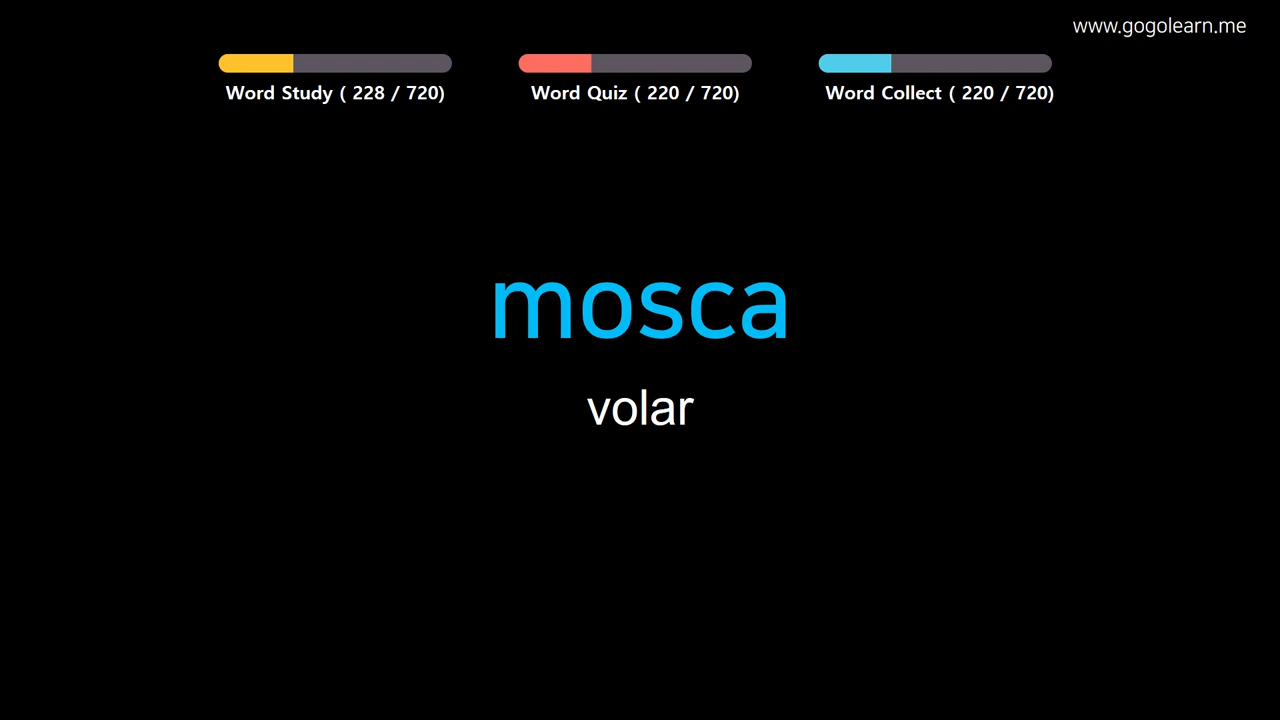 www.gogolearn.me
Word Study ( 228 / 720)
Word Quiz ( 220 / 720)
Word Collect ( 220 / 720)
mosca
volar